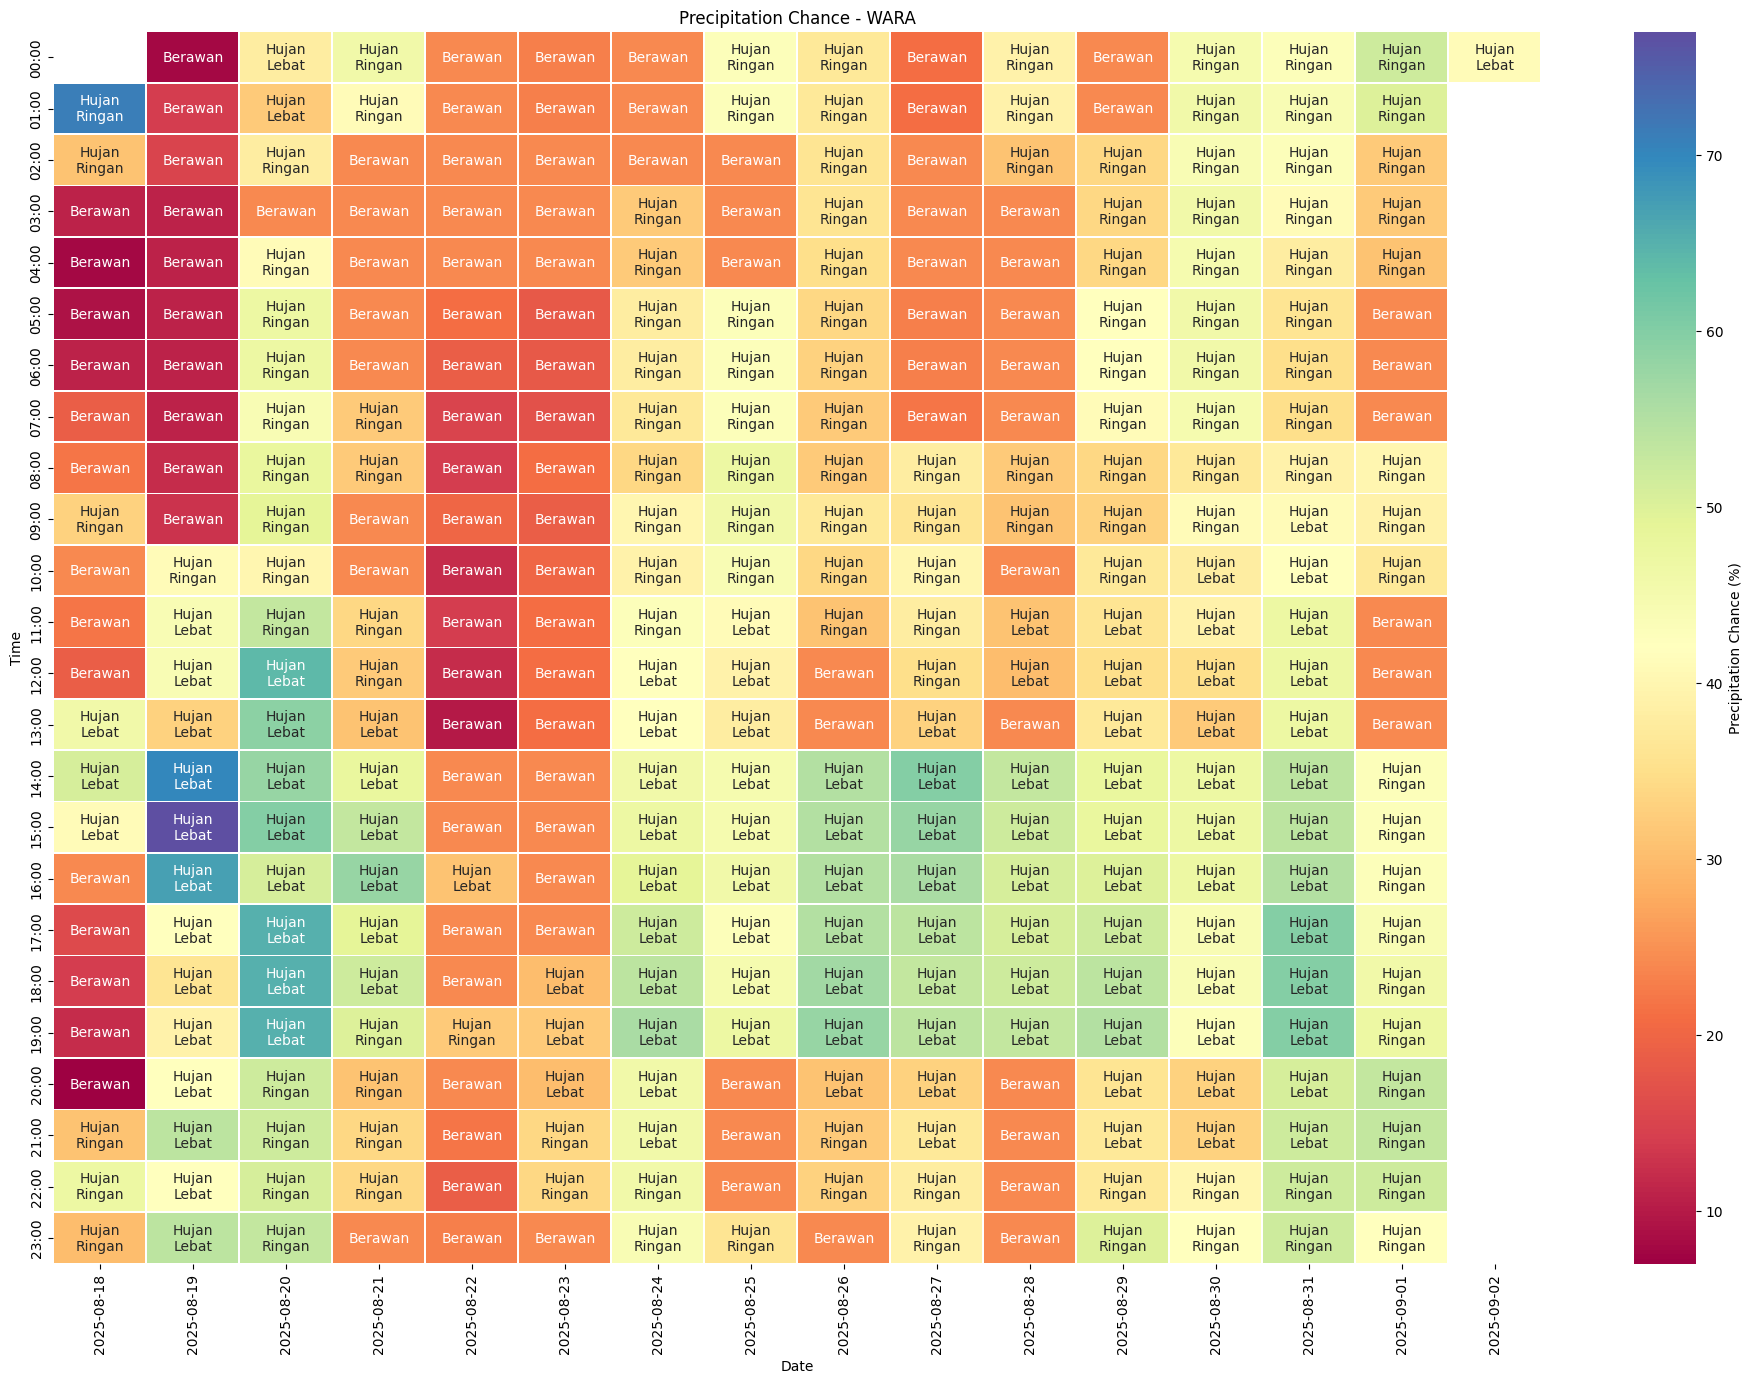 Precipitation Chance - WARA
00:00 Berawan Hujan Lebat Hujan Ringan Berawan Berawan Berawan Hujan Ringan Hujan Ringan Berawan Hujan Ringan Berawan Hujan Ringan Hujan Ringan Hujan Ringan Hujan Lebat
01:00 Hujan Ringan Berawan Hujan Lebat Hujan Ringan Berawan Berawan Berawan Hujan Ringan Hujan Ringan Berawan Hujan Ringan Berawan Hujan Ringan Hujan Ringan Hujan Ringan
02:00 Hujan Ringan Berawan Hujan Ringan Berawan Berawan Berawan Berawan Berawan Hujan Ringan Berawan Hujan Ringan Hujan Ringan Hujan Ringan Hujan Ringan Hujan Ringan
03:00 Berawan Berawan Berawan Berawan Berawan Berawan Hujan Ringan Berawan Hujan Ringan Berawan Berawan Hujan Ringan Hujan Ringan Hujan Ringan Hujan Ringan
04:00 Berawan Berawan Hujan Ringan Berawan Berawan Berawan Hujan Ringan Berawan Hujan Ringan Berawan Berawan Hujan Ringan Hujan Ringan Hujan Ringan Hujan Ringan
05:00 Berawan Berawan Hujan Ringan Berawan Berawan Berawan Hujan Ringan Hujan Ringan Hujan Ringan Berawan Berawan Hujan Ringan Hujan Ringan Hujan Ringan Berawan
06:00 Berawan Berawan Hujan Ringan Berawan Berawan Berawan Hujan Ringan Hujan Ringan Hujan Ringan Berawan Berawan Hujan Ringan Hujan Ringan Hujan Ringan Berawan
07:00 Berawan Berawan Hujan Ringan Hujan Ringan Berawan Berawan Hujan Ringan Hujan Ringan Hujan Ringan Berawan Berawan Hujan Ringan Hujan Ringan Hujan Ringan Berawan
08:00 Berawan Berawan Hujan Ringan Hujan Ringan Berawan Berawan Hujan Ringan Hujan Ringan Hujan Ringan Hujan Ringan Hujan Ringan Hujan Ringan Hujan Ringan Hujan Ringan Hujan Ringan
09:00 Hujan Ringan Berawan Hujan Ringan Berawan Berawan Berawan Hujan Ringan Hujan Ringan Hujan Ringan Hujan Ringan Hujan Ringan Hujan Ringan Hujan Ringan Hujan Lebat Hujan Ringan
10:00 Berawan Hujan Ringan Hujan Ringan Berawan Berawan Berawan Hujan Ringan Hujan Ringan Hujan Ringan Hujan Ringan Berawan Hujan Ringan Hujan Lebat Hujan Lebat Hujan Ringan
11:00 Berawan Hujan Lebat Hujan Ringan Hujan Ringan Berawan Berawan Hujan Ringan Hujan Lebat Hujan Ringan Hujan Ringan Hujan Lebat Hujan Lebat Hujan Lebat Hujan Lebat Berawan
12:00 Berawan Hujan Lebat Hujan Lebat Hujan Ringan Berawan Berawan Hujan Lebat Hujan Lebat Berawan Hujan Ringan Hujan Lebat Hujan Lebat Hujan Lebat Hujan Lebat Berawan
13:00 Hujan Lebat Hujan Lebat Hujan Lebat Hujan Lebat Berawan Berawan Hujan Lebat Hujan Lebat Berawan Hujan Lebat Berawan Hujan Lebat Hujan Lebat Hujan Lebat Berawan
14:00 Hujan Lebat Hujan Lebat Hujan Lebat Hujan Lebat Berawan Berawan Hujan Lebat Hujan Lebat Hujan Lebat Hujan Lebat Hujan Lebat Hujan Lebat Hujan Lebat Hujan Lebat Hujan Ringan
15:00 Hujan Lebat Hujan Lebat Hujan Lebat Hujan Lebat Berawan Berawan Hujan Lebat Hujan Lebat Hujan Lebat Hujan Lebat Hujan Lebat Hujan Lebat Hujan Lebat Hujan Lebat Hujan Ringan
16:00 Berawan Hujan Lebat Hujan Lebat Hujan Lebat Hujan Lebat Berawan Hujan Lebat Hujan Lebat Hujan Lebat Hujan Lebat Hujan Lebat Hujan Lebat Hujan Lebat Hujan Lebat Hujan Ringan
17:00 Berawan Hujan Lebat Hujan Lebat Hujan Lebat Berawan Berawan Hujan Lebat Hujan Lebat Hujan Lebat Hujan Lebat Hujan Lebat Hujan Lebat Hujan Lebat Hujan Lebat Hujan Ringan
18:00 Berawan Hujan Lebat Hujan Lebat Hujan Lebat Berawan Hujan Lebat Hujan Lebat Hujan Lebat Hujan Lebat Hujan Lebat Hujan Lebat Hujan Lebat Hujan Lebat Hujan Lebat Hujan Ringan
19:00 Berawan Hujan Lebat Hujan Lebat Hujan Ringan Hujan Ringan Hujan Lebat Hujan Lebat Hujan Lebat Hujan Lebat Hujan Lebat Hujan Lebat Hujan Lebat Hujan Lebat Hujan Lebat Hujan Ringan
20:00 Berawan Hujan Lebat Hujan Ringan Hujan Ringan Berawan Hujan Lebat Hujan Lebat Berawan Hujan Lebat Hujan Lebat Berawan Hujan Lebat Hujan Lebat Hujan Lebat Hujan Ringan
21:00 Hujan Ringan Hujan Lebat Hujan Ringan Hujan Ringan Berawan Hujan Ringan Hujan Lebat Berawan Hujan Ringan Hujan Lebat Berawan Hujan Lebat Hujan Lebat Hujan Lebat Hujan Ringan
22:00 Hujan Ringan Hujan Lebat Hujan Ringan Hujan Ringan Berawan Hujan Ringan Hujan Ringan Berawan Hujan Ringan Hujan Ringan Berawan Hujan Ringan Hujan Ringan Hujan Ringan Hujan Ringan
23:00 Hujan Ringan Hujan Lebat Hujan Ringan Berawan Berawan Berawan Hujan Ringan Hujan Ringan Berawan Hujan Ringan Berawan Hujan Ringan Hujan Ringan Hujan Ringan Hujan Ringan
Time
2025-08-18 2025-08-19 2025-08-20 2025-08-21 2025-08-22 2025-08-23 2025-08-24 2025-08-25 2025-08-26 2025-08-27 2025-08-28 2025-08-29 2025-08-30 2025-08-31 2025-09-01 2025-09-02
Date
70
60
50
40
30
20
10
Precipitation Chance (%)